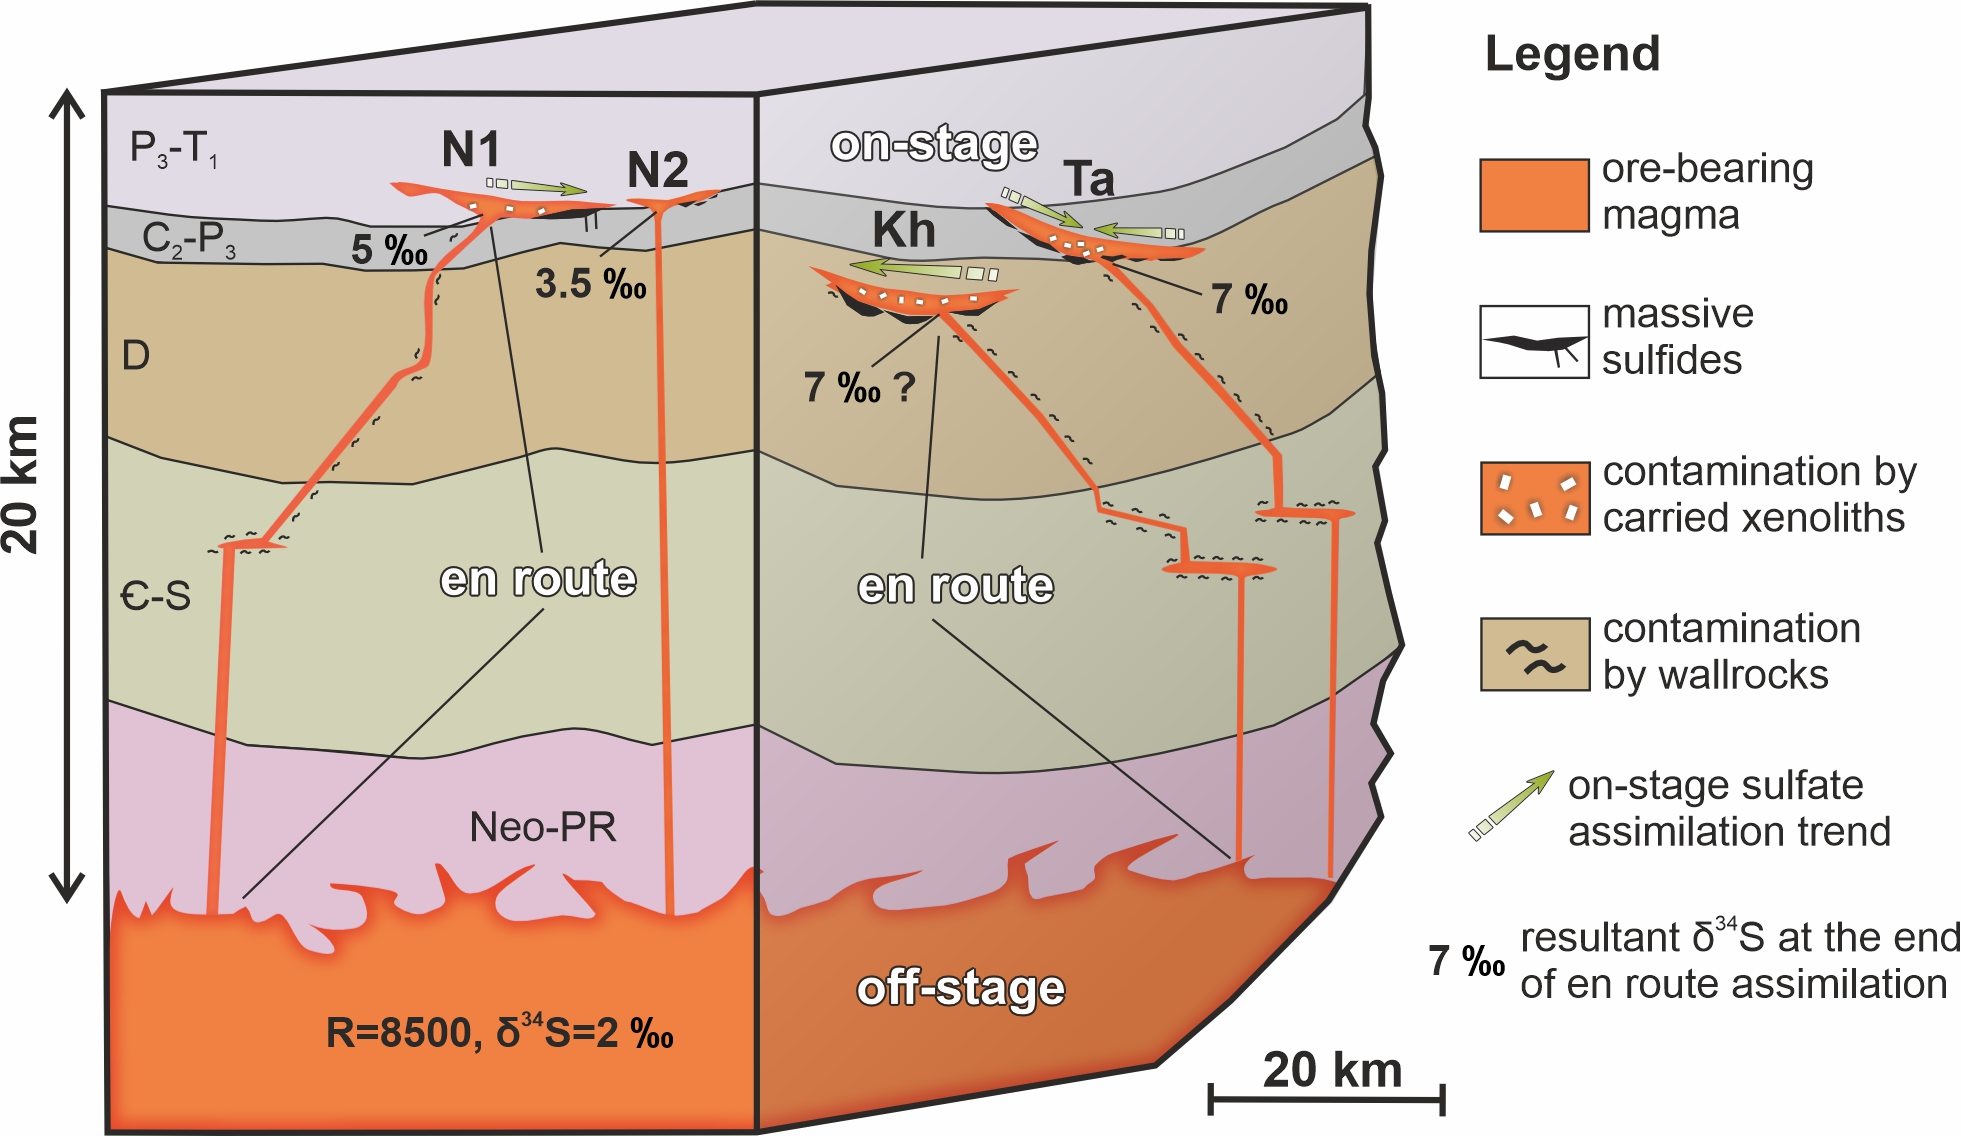 Legend
P₃-T₁
N1
N2
on-stage
Ta
ore-bearing
magma
C₂-P₃
5 ‰
3.5 ‰
Kh
7 ‰
massive
sulfides
D
7 ‰ ?
20 km
contamination by
carried xenoliths
Є-S
en route
en route
contamination
by wallrocks
Neo-PR
on-stage sulfate
assimilation trend
off-stage
R=8500, δ³⁴S=2 ‰
7 ‰
resultant δ³⁴S at the end
of en route assimilation
20 km